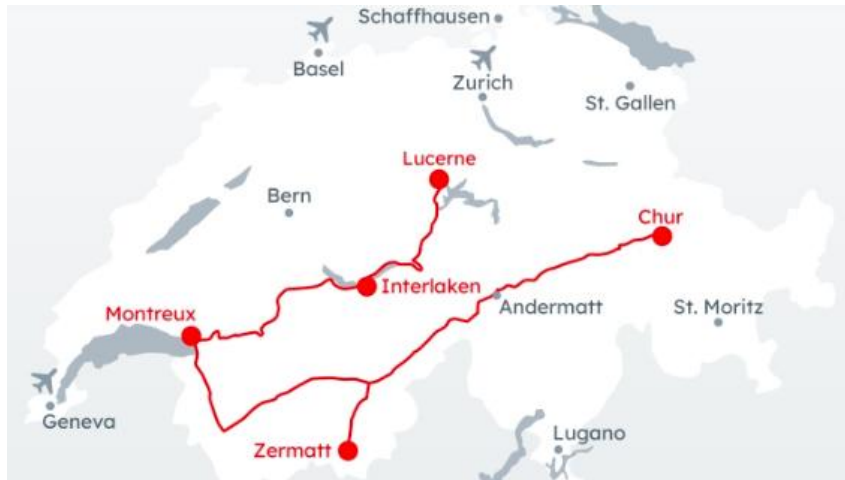 Schaffhausen
Basel
Zurich
St. Gallen
Lucerne
Bern
Chur
Interlaken
Andermatt
St. Moritz
Montreux
Geneva
Zermatt
Lugano